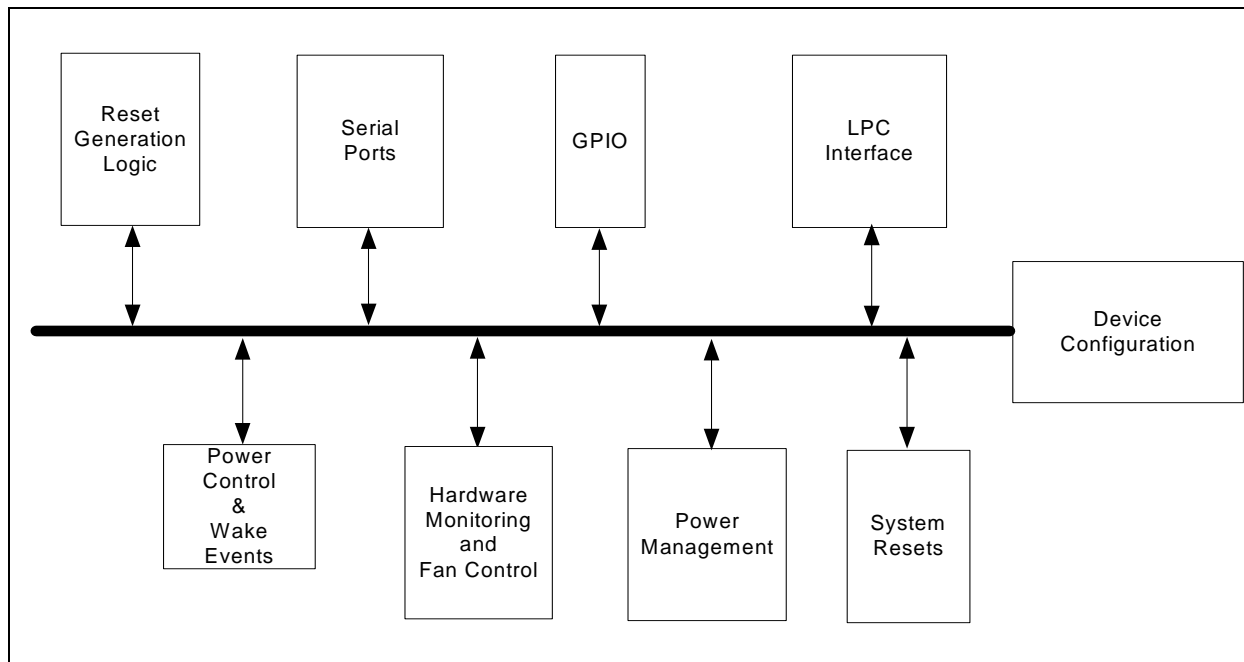 Reset
Generation
Logic
Serial
Ports
GPIO
LPC
Interface
Device
Configuration
Power
Control
&
Wake
Events
Hardware
Monitoring
and
Fan Control
Power
Management
System
Resets